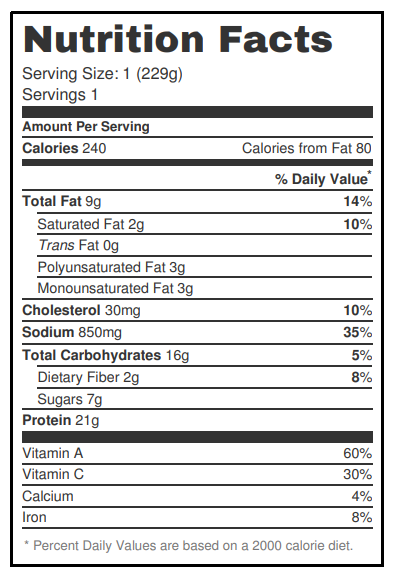 Nutrition Facts
Serving Size: 1 (229g)
Servings 1
Amount Per Serving
Calories 240 Calories from Fat 80
% Daily Value*
Total Fat 9g 14%
Saturated Fat 2g 10%
Trans Fat 0g
Polyunsaturated Fat 3g
Monounsaturated Fat 3g
Cholesterol 30mg 10%
Sodium 850mg 35%
Total Carbohydrates 16g 5%
Dietary Fiber 2g 8%
Sugars 7g
Protein 21g
Vitamin A 60%
Vitamin C 30%
Calcium 4%
Iron 8%
* Percent Daily Values are based on a 2000 calorie diet.